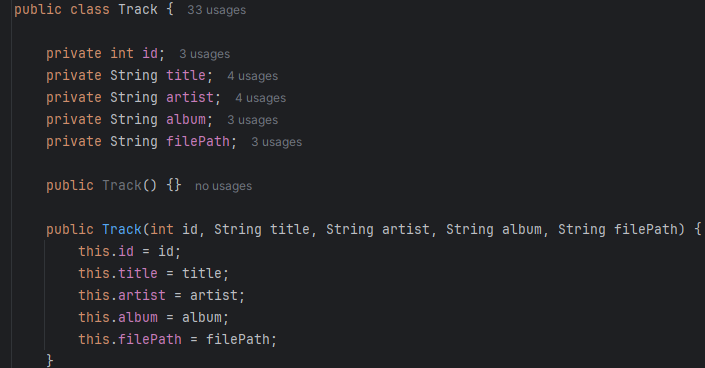 public class Track {  33 usages
private int id;  3 usages
private String title;  4 usages
private String artist;  4 usages
private String album;  3 usages
private String filePath;  3 usages
public Track() {}  no usages
public Track(int id, String title, String artist, String album, String filePath) {
this.id = id;
this.title = title;
this.artist = artist;
this.album = album;
this.filePath = filePath;
}